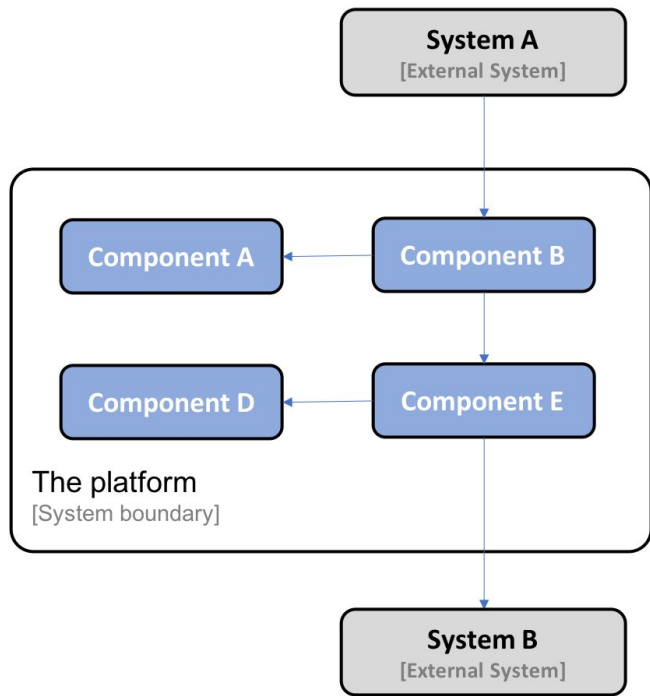 System A
[External System]
Component A
Component B
Component D
Component E
The platform
[System boundary]
System B
[External System]